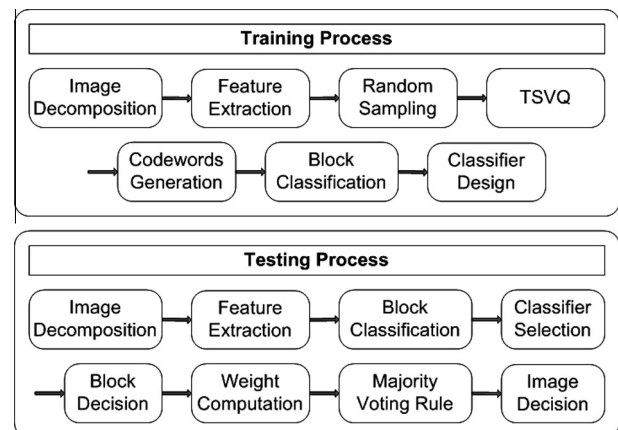 Training Process
Image
Decomposition
Feature
Extraction
Random
Sampling
TSVQ
Codewords
Generation
Block
Classification
Classifier
Design
Testing Process
Image
Decomposition
Feature
Extraction
Block
Classification
Classifier
Selection
Block
Decision
Weight
Computation
Majority
Voting Rule
Image
Decision